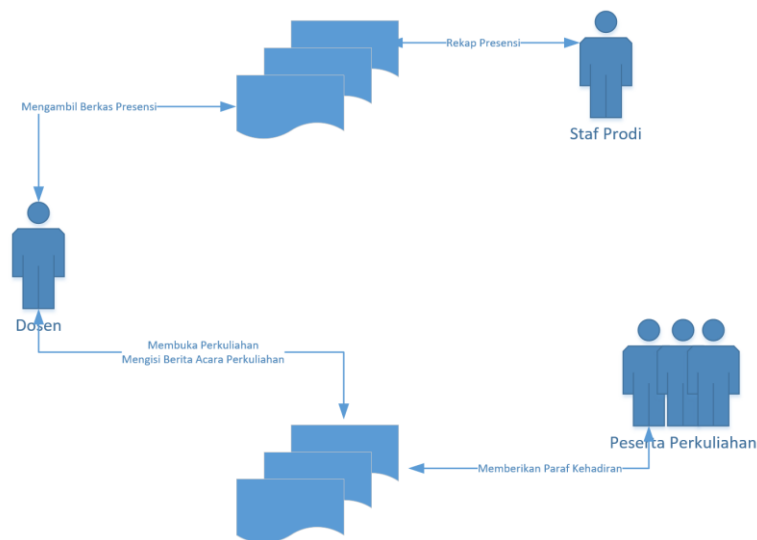 Rekap Presensi
Staf Prodi
Mengambil Berkas Presensi
Dosen
Membuka Perkuliahan
Mengisi Berita Acara Perkuliahan
Peserta Perkuliahan
Memberikan Paraf Kehadiran